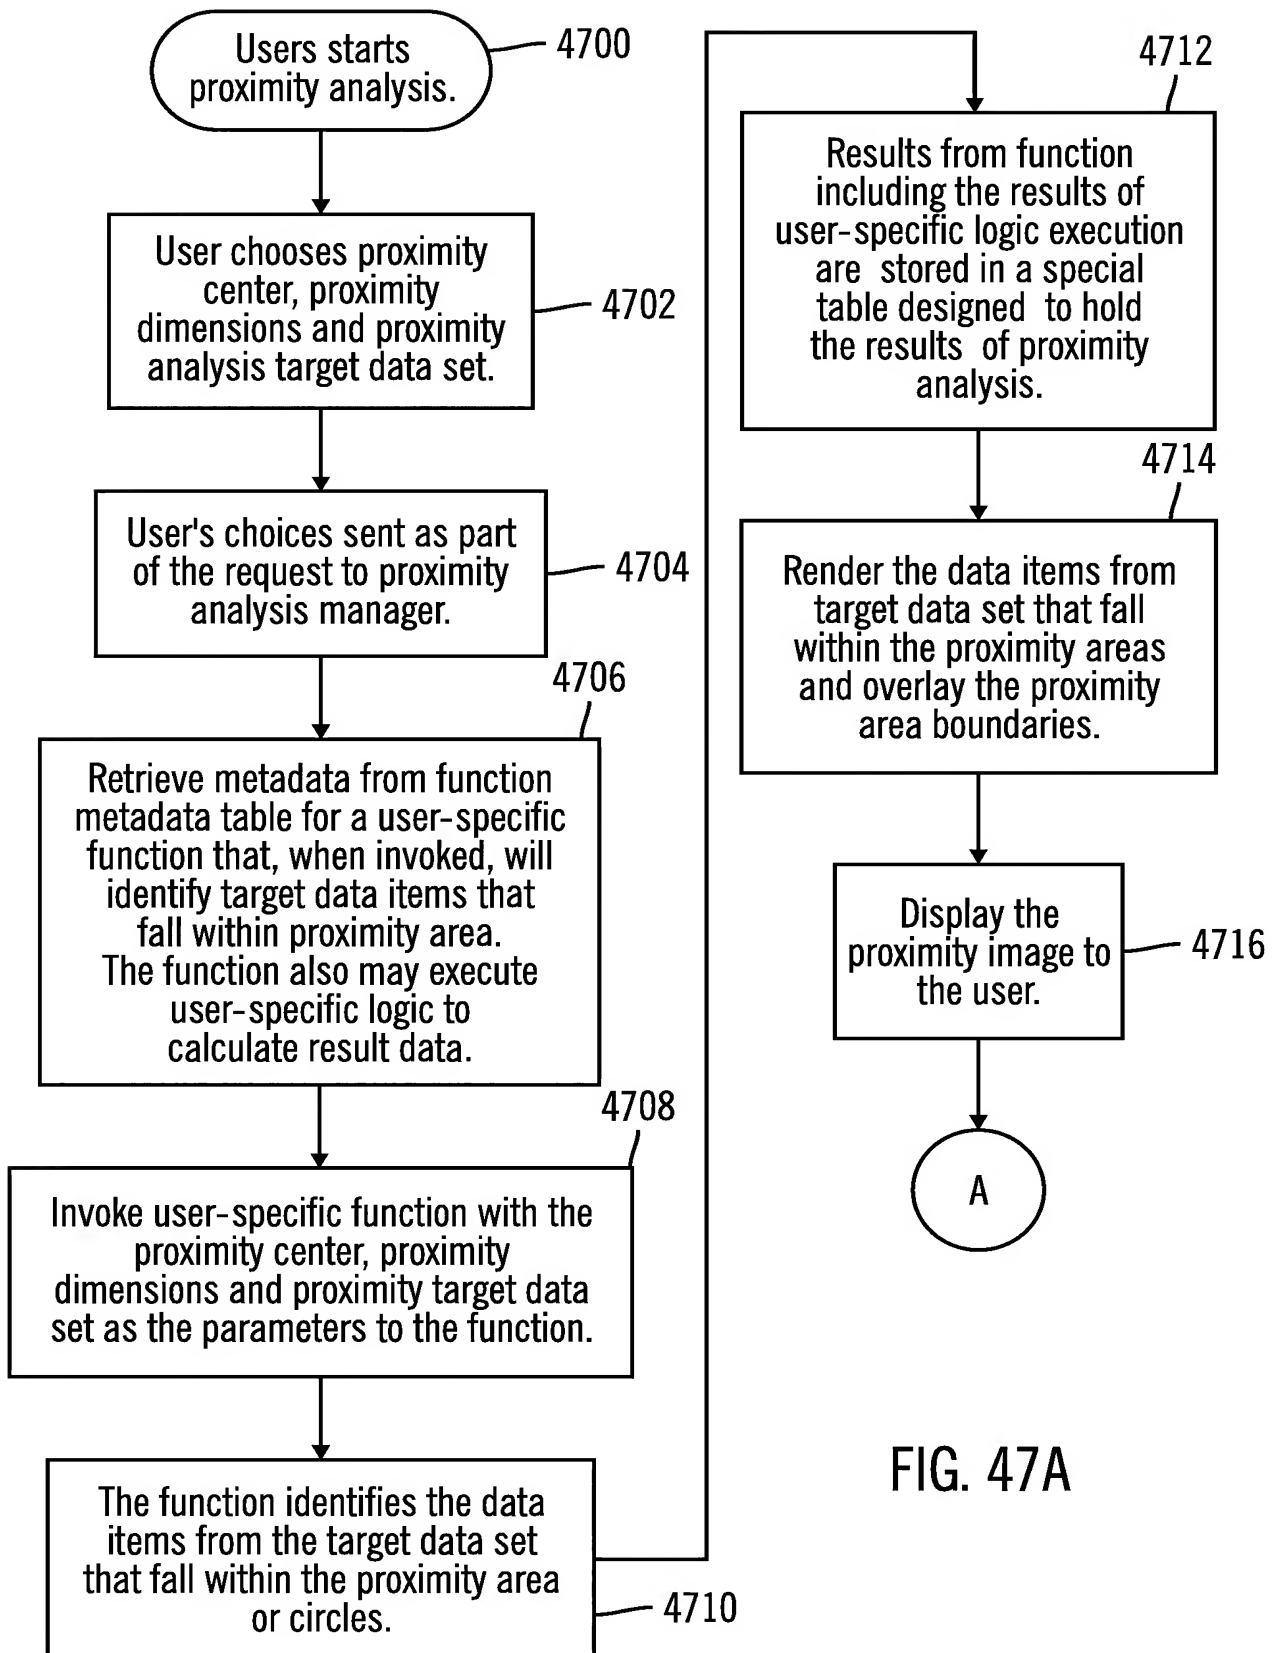 Users starts
proximity analysis.
4700
User chooses proximity
center, proximity
dimensions and proximity
analysis target data set.
4702
User's choices sent as part
of the request to proximity
analysis manager.
4704
4706
Retrieve metadata from function
metadata table for a user-specific
function that, when invoked, will
identify target data items that
fall within proximity area.
The function also may execute
user-specific logic to
calculate result data.
4708
Invoke user-specific function with the
proximity center, proximity
dimensions and proximity target data
set as the parameters to the function.
The function identifies the data
items from the target data set
that fall within the proximity area
or circles.
4710
4712
Results from function
including the results of
user-specific logic execution
are stored in a special
table designed to hold
the results of proximity
analysis.
4714
Render the data items from
target data set that fall
within the proximity areas
and overlay the proximity
area boundaries.
Display the
proximity image to
the user.
4716
A
FIG. 47A